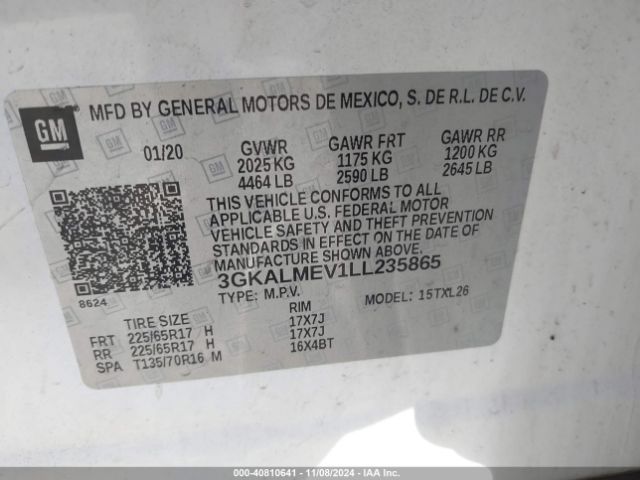 GM
MFD BY GENERAL MOTORS DE MEXICO, S. DE R.L. DE C.V.
01/20 GVWR GAWR FRT GAWR RR
2025 KG 1175 KG 1200 KG
4464 LB 2590 LB 2645 LB
THIS VEHICLE CONFORMS TO ALL
APPLICABLE U.S. FEDERAL MOTOR
VEHICLE SAFETY AND THEFT PREVENTION
STANDARDS IN EFFECT ON THE DATE OF
MANUFACTURE SHOWN ABOVE.
3GKALMEV1LL235865
8624 TYPE: M.P.V. MODEL: 15TXL26
TIRE SIZE RIM
FRT 225/65R17 H 17X7J
RR 225/65R17 H 17X7J
SPA T135/70R16 M 16X4BT
000-40810641 - 11/08/2024 - IAA Inc.